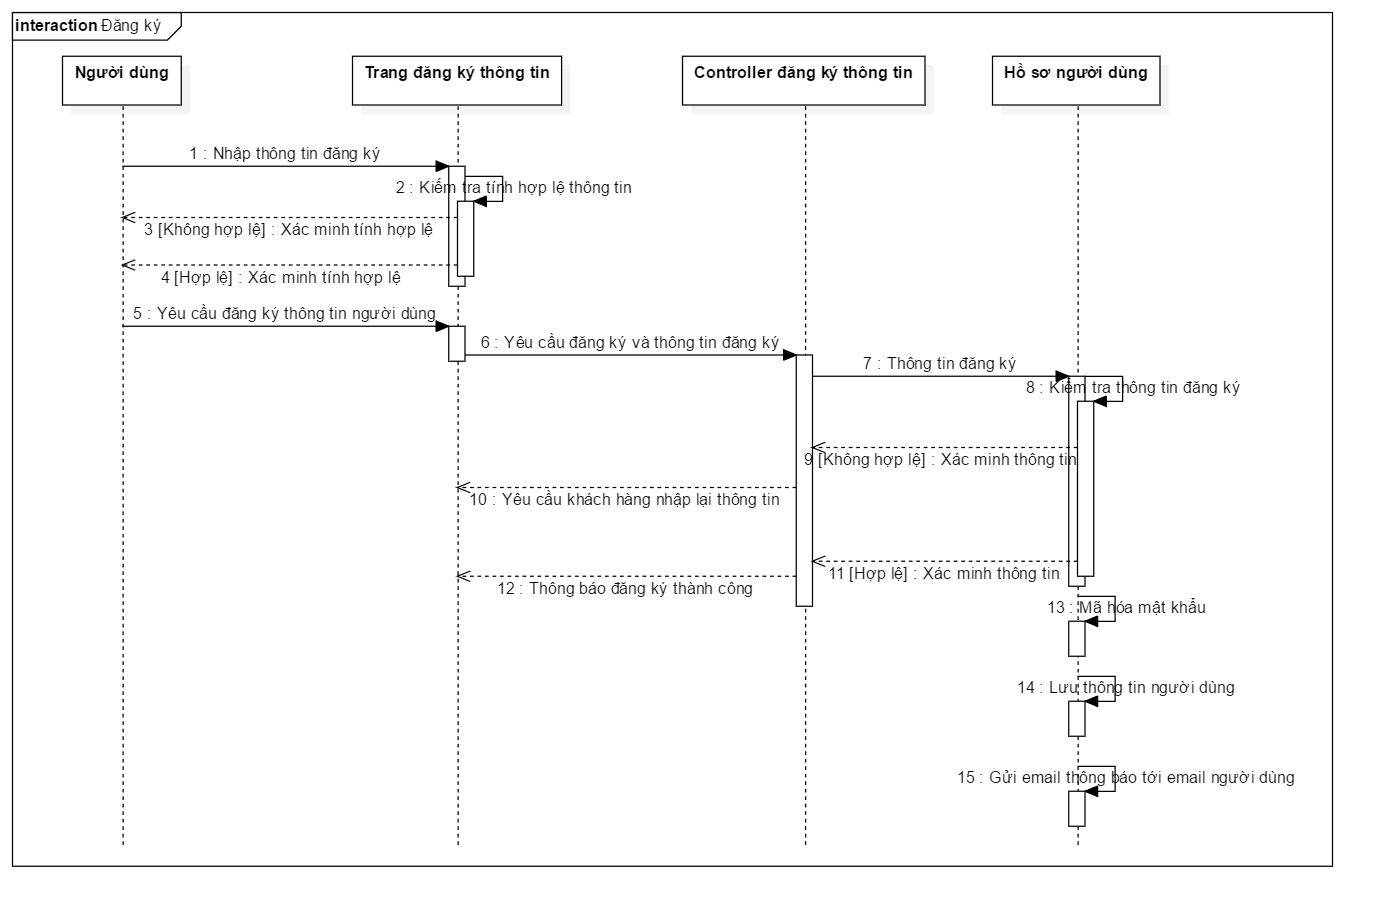 interaction Đăng ký
Người dùng
Trang đăng ký thông tin
Controller đăng ký thông tin
Hồ sơ người dùng
1 : Nhập thông tin đăng ký
2 : Kiểm tra tính hợp lệ thông tin
3 [Không hợp lệ] : Xác minh tính hợp lệ
4 [Hợp lệ] : Xác minh tính hợp lệ
5 : Yêu cầu đăng ký thông tin người dùng
6 : Yêu cầu đăng ký và thông tin đăng ký
7 : Thông tin đăng ký
8 : Kiểm tra thông tin đăng ký
9 [Không hợp lệ] : Xác minh thông tin
10 : Yêu cầu khách hàng nhập lại thông tin
11 [Hợp lệ] : Xác minh thông tin
12 : Thông báo đăng ký thành công
13 : Mã hóa mật khẩu
14 : Lưu thông tin người dùng
15 : Gửi email thông báo tới email người dùng